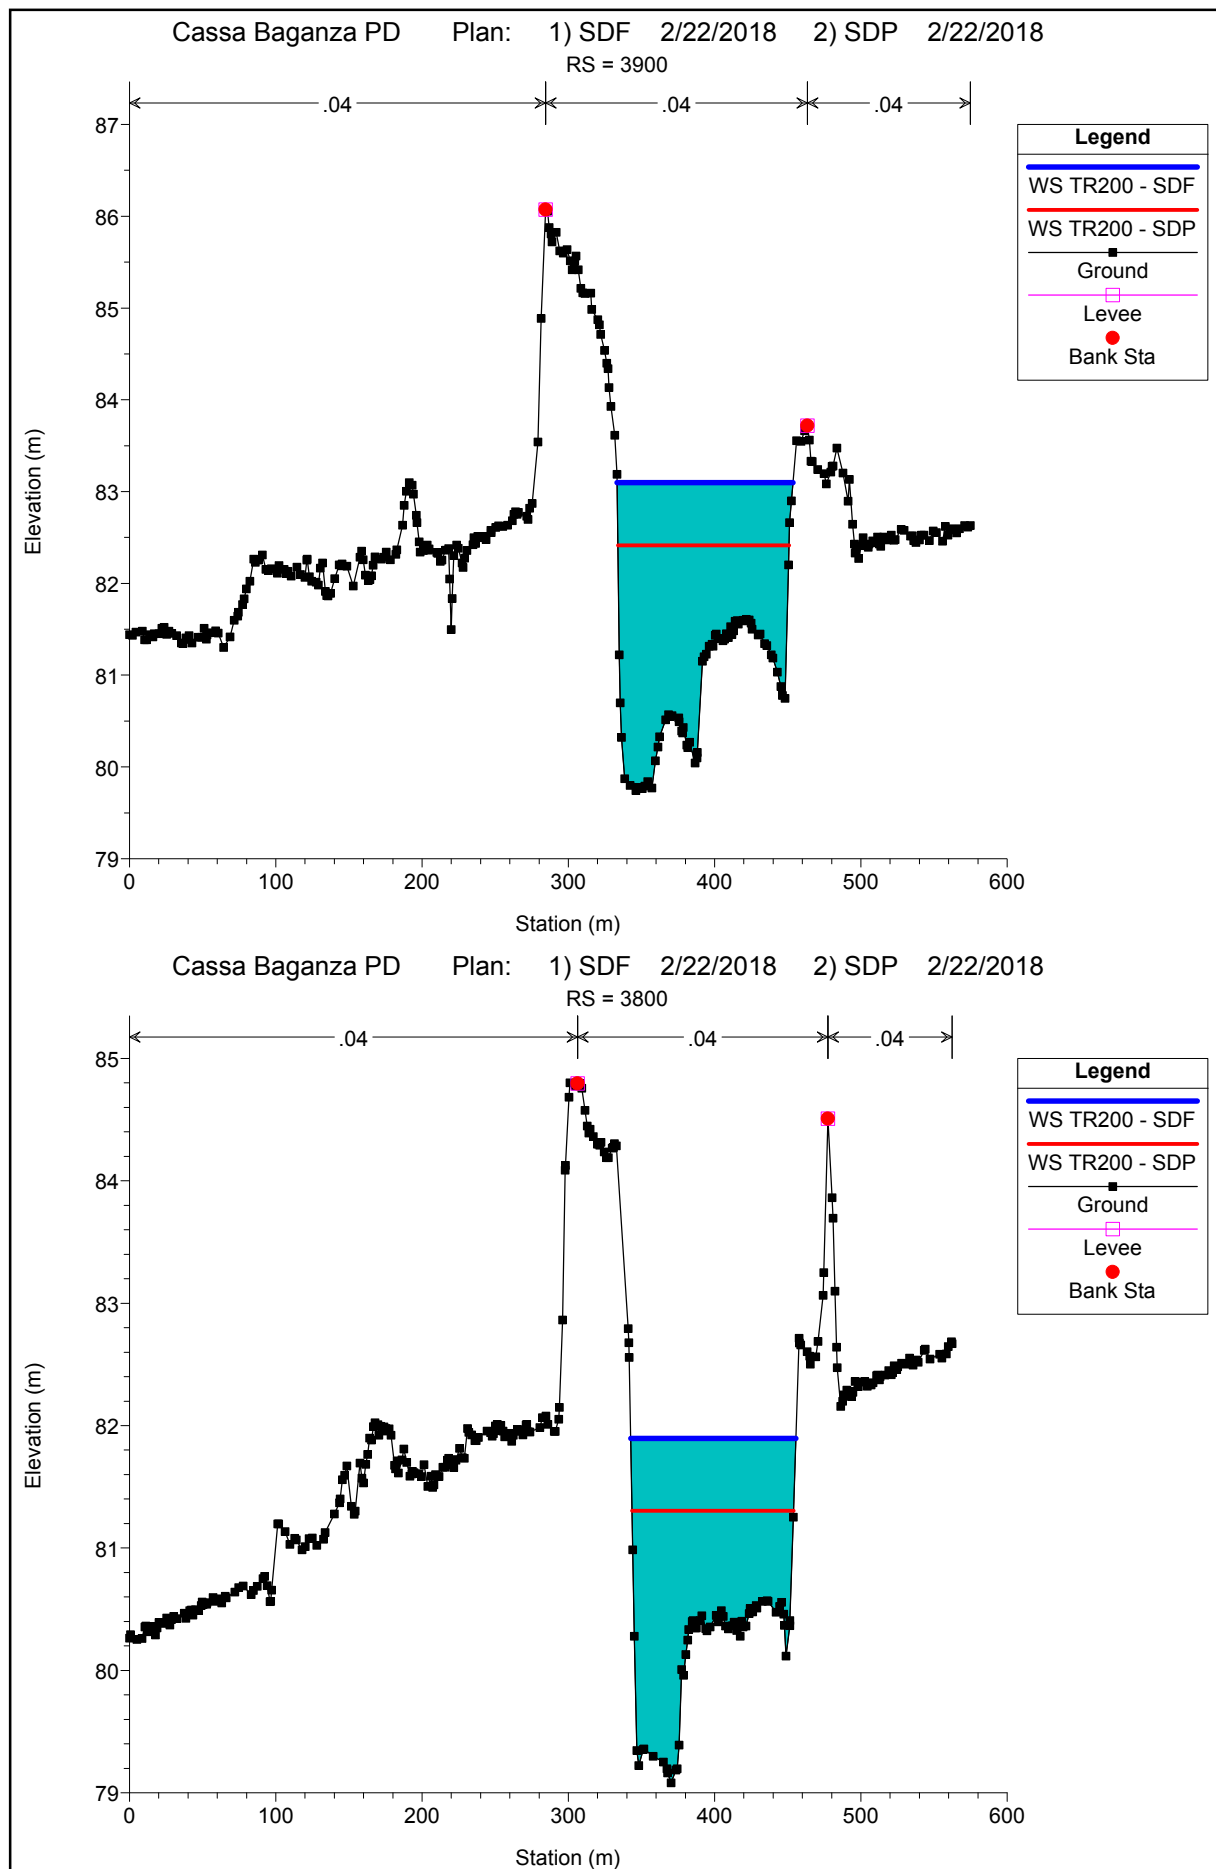 Cassa Baganza PD Plan: 1) SDF 2/22/2018 2) SDP 2/22/2018
RS = 3900
.04 .04 .04
87
86
85
84
83
82
81
80
79
Elevation (m)
0 100 200 300 400 500 600
Station (m)
Legend
WS TR200 - SDF
WS TR200 - SDP
Ground
Levee
Bank Sta
Cassa Baganza PD Plan: 1) SDF 2/22/2018 2) SDP 2/22/2018
RS = 3800
.04 .04 .04
85
84
83
82
81
80
79
Elevation (m)
0 100 200 300 400 500 600
Station (m)
Legend
WS TR200 - SDF
WS TR200 - SDP
Ground
Levee
Bank Sta